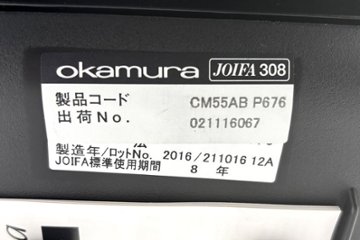 okamura JOIFA 308
製品コード CM55AB P676
出荷No. 021116067
製造年/ロットNo. 2016/211016 12A
JOIFA標準使用期間 8 年